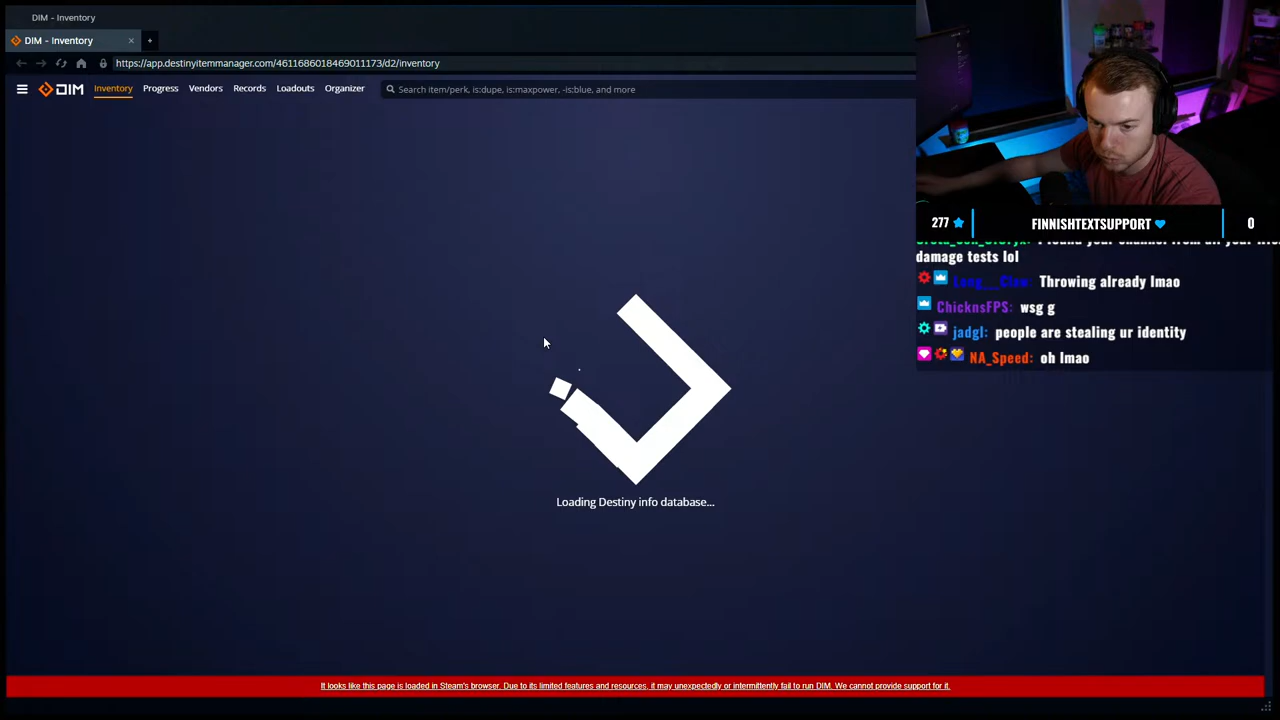 DIM - Inventory
DIM - Inventory
https://app.destinyitemmanager.com/4611686018469011173/d2/inventory
DIM Inventory Progress Vendors Records Loadouts Organizer Search item/perk, is:dupe, is:maxpower, -is:blue, and more
277 FINNISHTEXTSUPPORT 0
damage tests lol
Long__Claw: Throwing already lmao
ChicknsFPS: wsg g
jadgl: people are stealing ur identity
NA_Speed: oh lmao
Loading Destiny info database...
It looks like this page is loaded in Steam's browser. Due to its limited features and resources, it may unexpectedly or intermittently fail to run DIM. We cannot provide support for it.